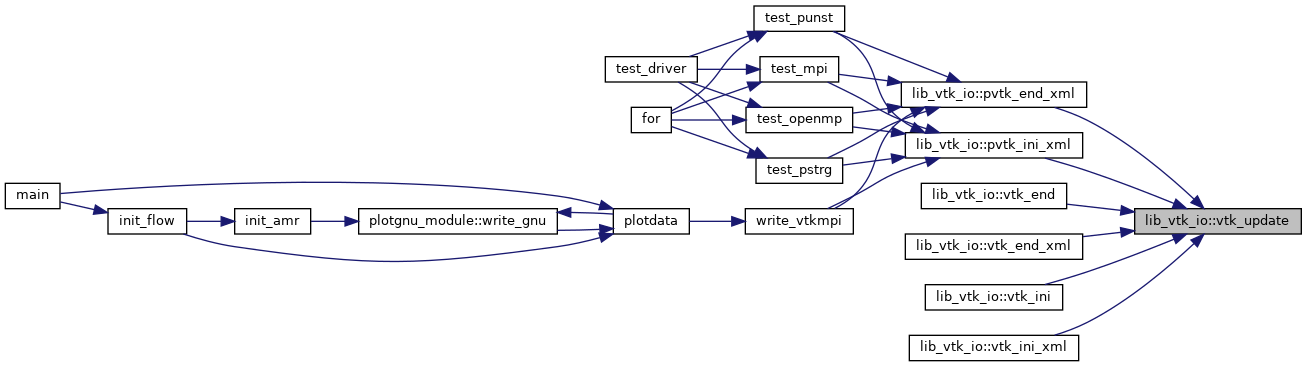 test_punst
test_driver
test_mpi
lib_vtk_io::pvtk_end_xml
for
test_openmp
lib_vtk_io::pvtk_ini_xml
test_pstrg
main
lib_vtk_io::vtk_end
init_flow
init_amr
plotgnu_module::write_gnu
plotdata
write_vtkmpi
lib_vtk_io::vtk_update
lib_vtk_io::vtk_end_xml
lib_vtk_io::vtk_ini
lib_vtk_io::vtk_ini_xml